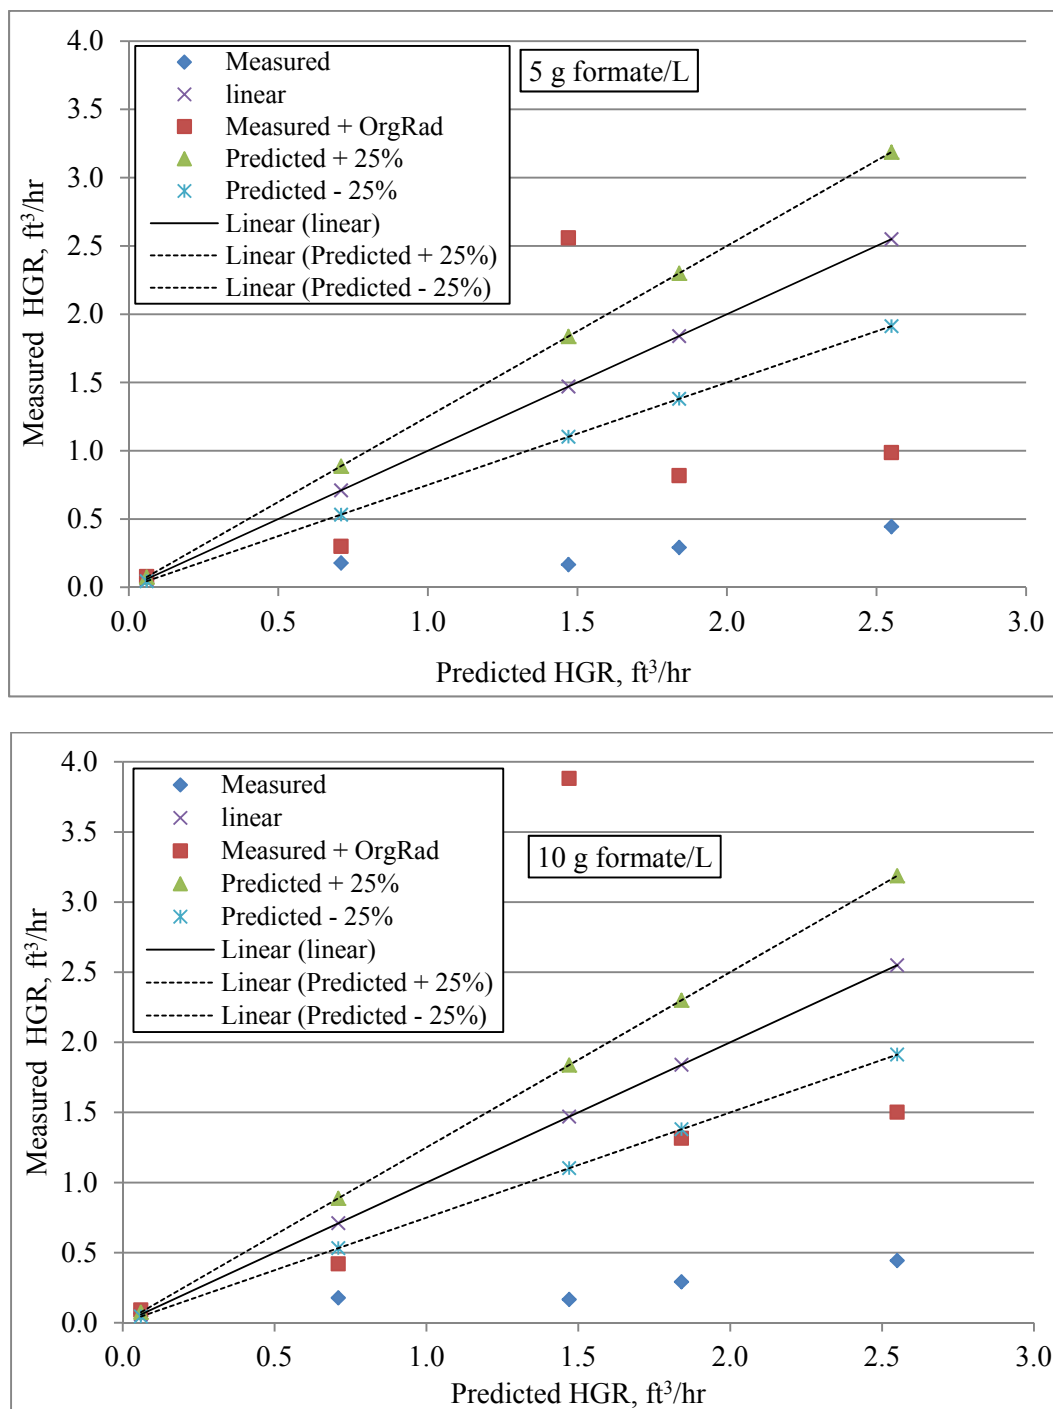 4.0
3.5
3.0
2.5
2.0
1.5
1.0
0.5
0.0
Measured HGR, ft³/hr
Measured
linear
Measured + OrgRad
Predicted + 25%
Predicted - 25%
Linear (linear)
Linear (Predicted + 25%)
Linear (Predicted - 25%)
5 g formate/L
0.0 0.5 1.0 1.5 2.0 2.5 3.0
Predicted HGR, ft³/hr
4.0
3.5
3.0
2.5
2.0
1.5
1.0
0.5
0.0
Measured HGR, ft³/hr
Measured
linear
Measured + OrgRad
Predicted + 25%
Predicted - 25%
Linear (linear)
Linear (Predicted + 25%)
Linear (Predicted - 25%)
10 g formate/L
0.0 0.5 1.0 1.5 2.0 2.5 3.0
Predicted HGR, ft³/hr